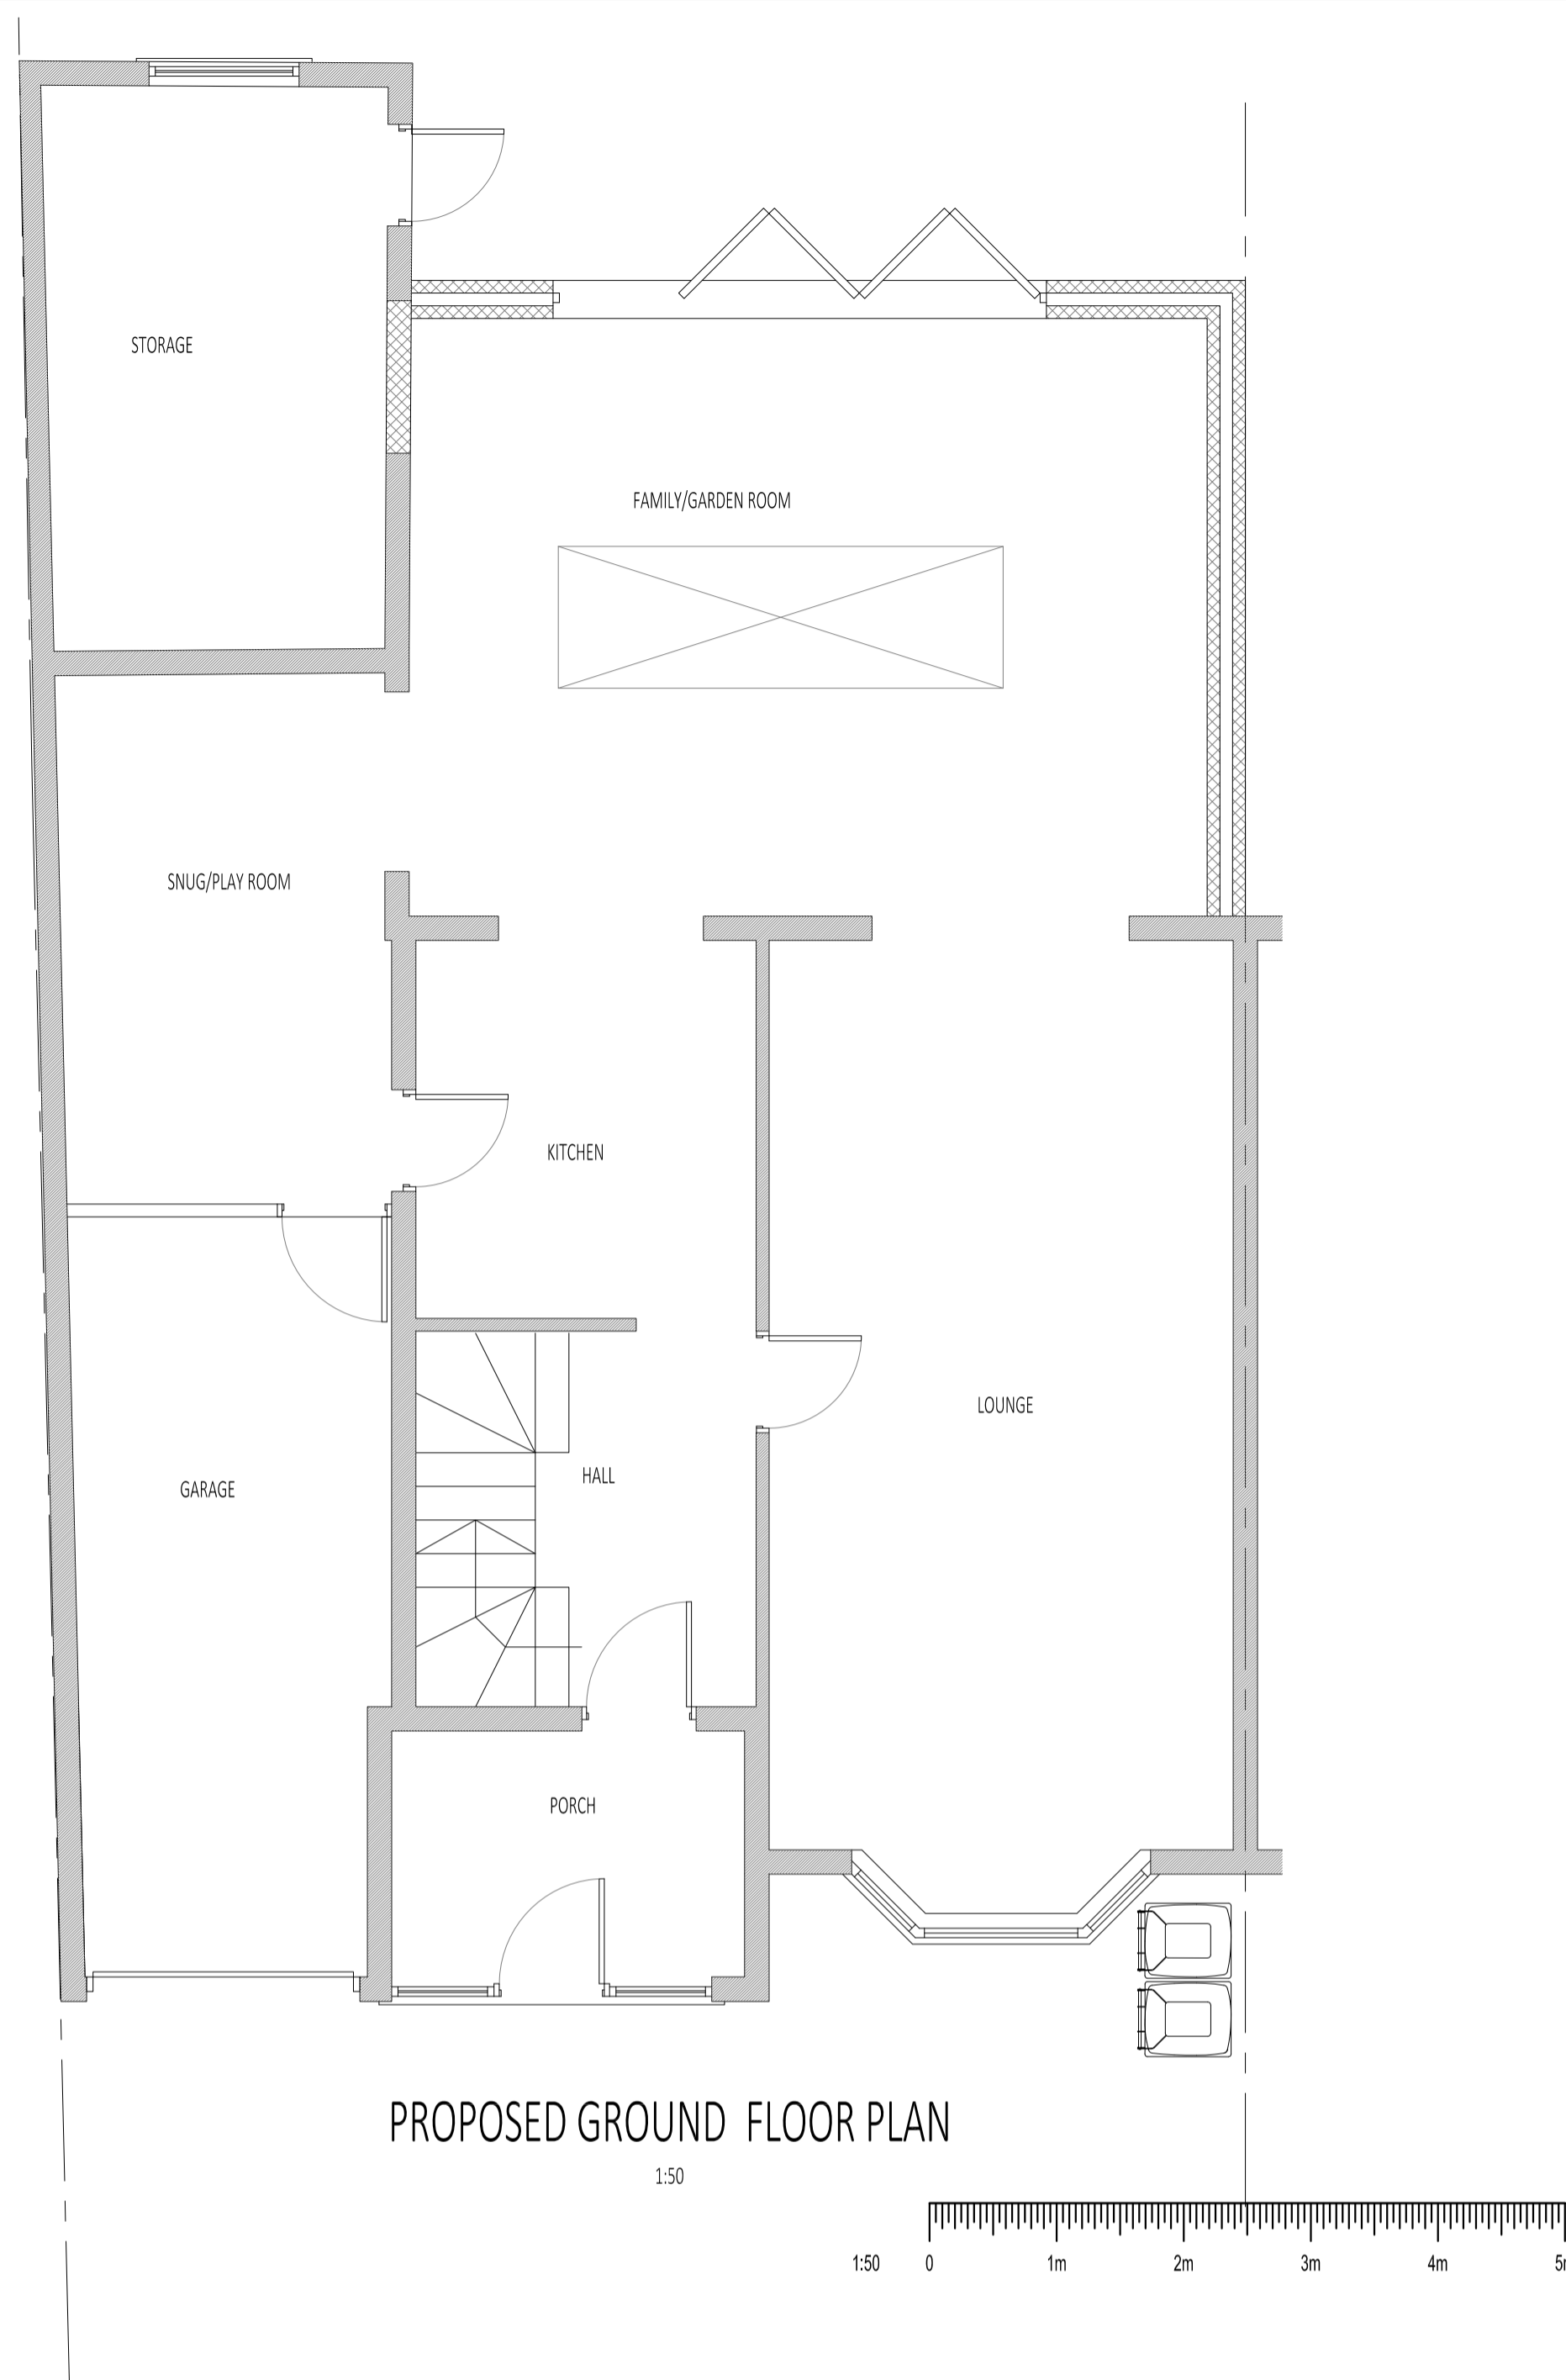 STORAGE
FAMILY/GARDEN ROOM
SNUG/PLAY ROOM
KITCHEN
LOUNGE
HALL
GARAGE
PORCH
PROPOSED GROUND FLOOR PLAN
1:50
1:50 0 1m 2m 3m 4m 5m